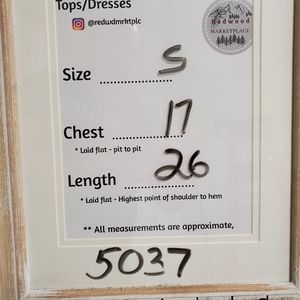 Tops/Dresses
@redwdmrktplc
Redwood
MARKETPLACE
Size ............ S
Chest ............ 17
* Laid flat - pit to pit
Length ............ 26
* Laid flat - Highest point of shoulder to hem
** All measurements are approximate,
5037